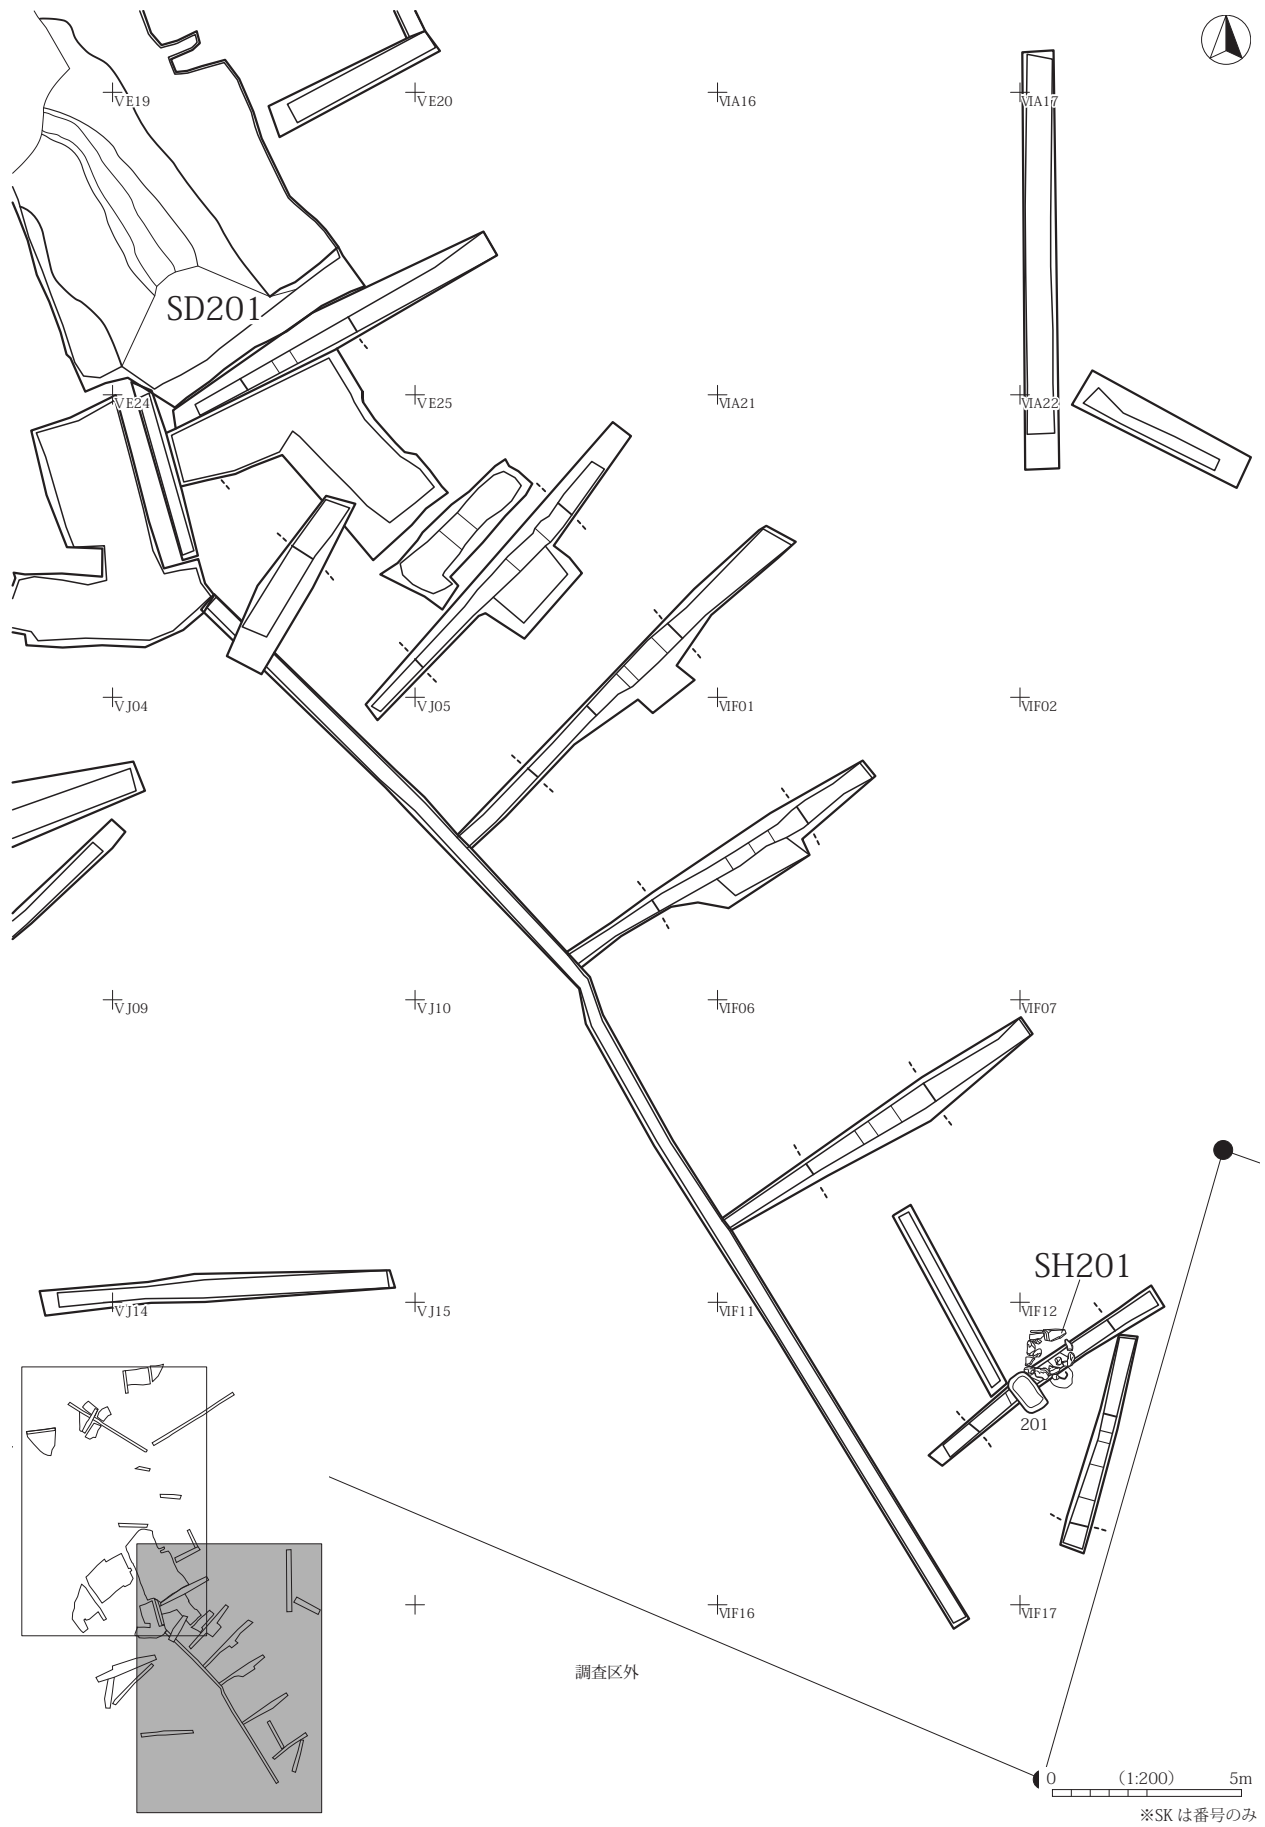 VE19
VE20
VIA16
VIA17
SD201
VE24
VE25
VIA21
VIA22
VJ04
VJ05
VIF01
VIF02
VJ09
VJ10
VIF06
VIF07
SH201
VJ14
VJ15
VIF11
VIF12
201
VIF16
VIF17
調査区外
0 (1:200) 5m
※SK は番号のみ